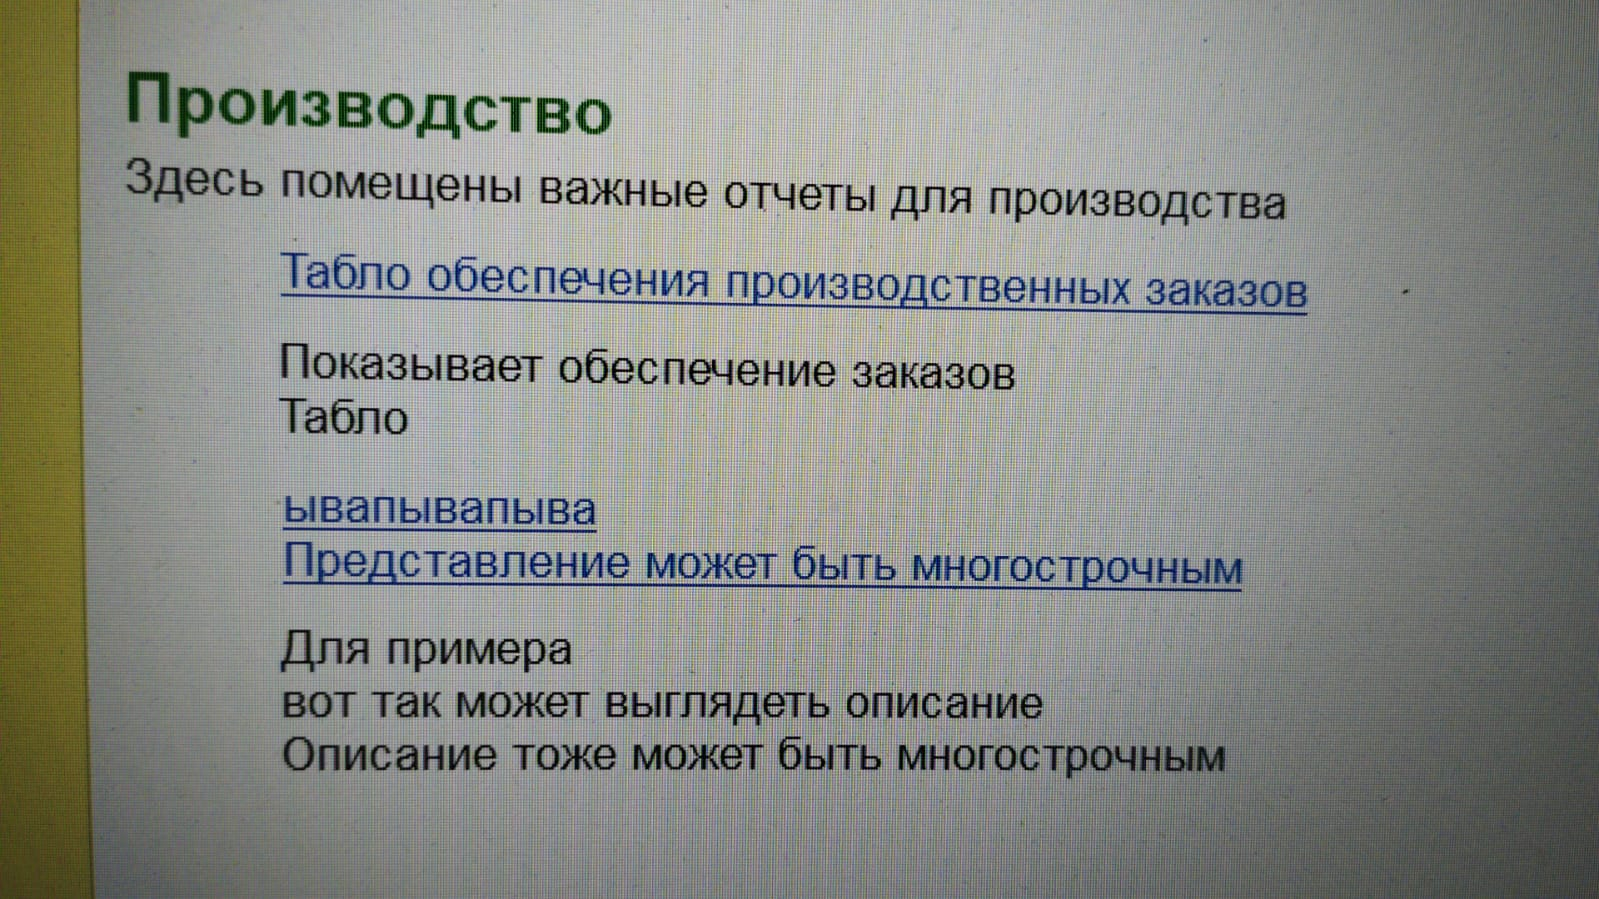 Производство
Здесь помещены важные отчеты для производства
Табло обеспечения производственных заказов
Показывает обеспечение заказов
Табло
ывапывапыва
Представление может быть многострочным
Для примера
вот так может выглядеть описание
Описание тоже может быть многострочным